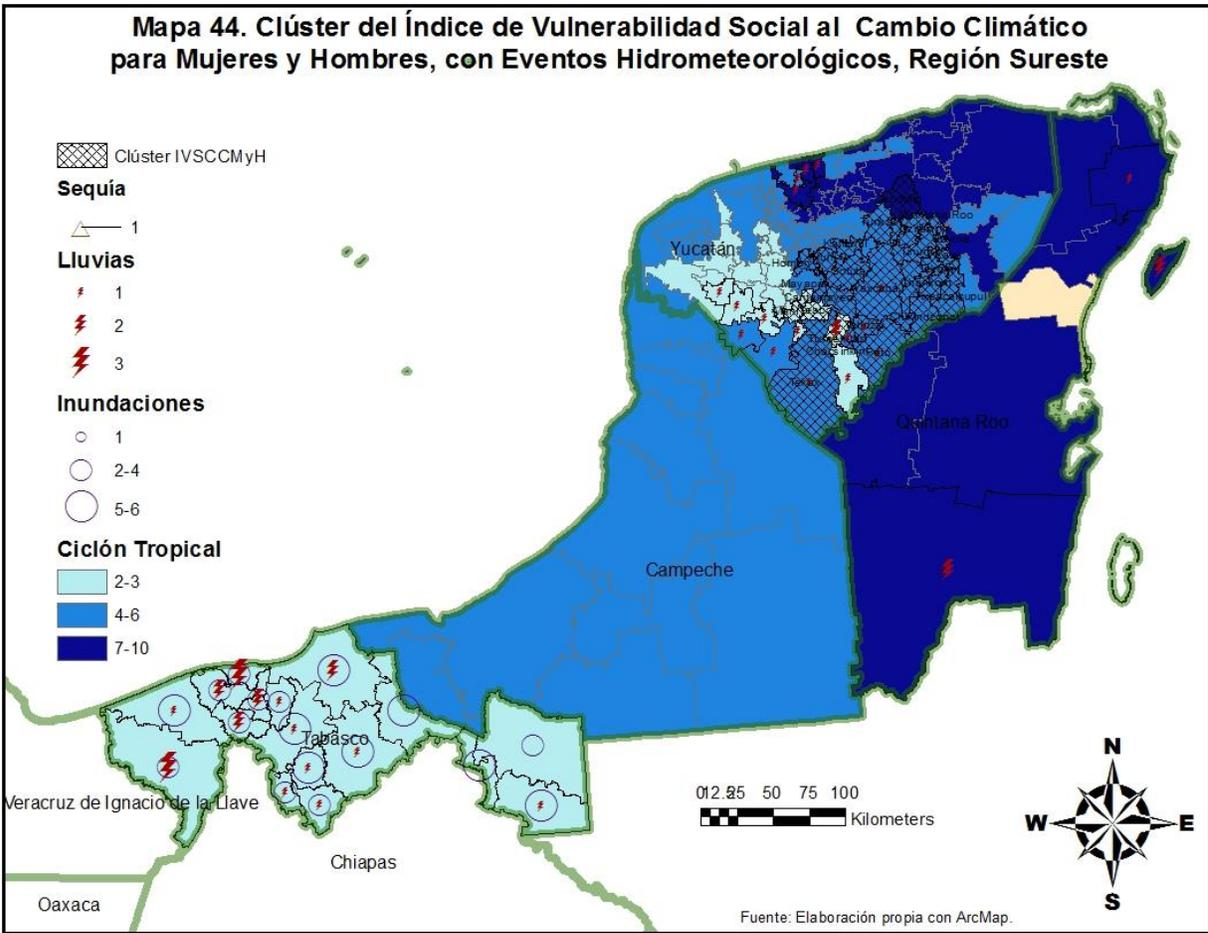 Mapa 44. Clúster del Índice de Vulnerabilidad Social al Cambio Climático
para Mujeres y Hombres, con Eventos Hidrometeorológicos, Región Sureste
Clúster IVSCCMyH
Sequía
1
Lluvias
1
2
3
Inundaciones
1
2-4
5-6
Ciclón Tropical
2-3
4-6
7-10
Yucatán
Quintana Roo
Campeche
Tabasco
Veracruz de Ignacio de la Llave
Chiapas
Oaxaca
50 75 100
Kilometers
N
W
E
S
Fuente: Elaboración propia con ArcMap.